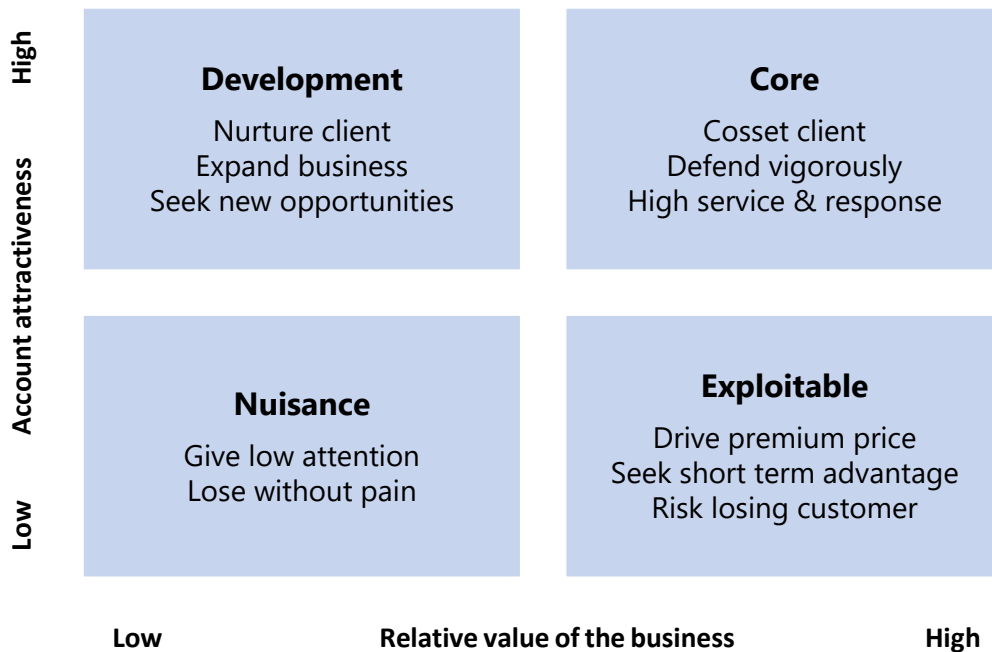 High
Account attractiveness
Low
Development
Nurture client
Expand business
Seek new opportunities
Core
Cosset client
Defend vigorously
High service & response
Nuisance
Give low attention
Lose without pain
Exploitable
Drive premium price
Seek short term advantage
Risk losing customer
Low
Relative value of the business
High